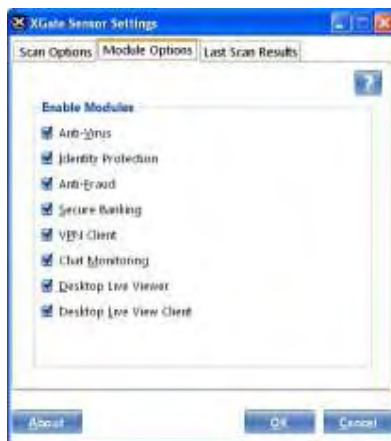 XGate Sensor Settings
Scan Options Module Options Last Scan Results
?
Enable Modules
Anti-Virus
Identity Protection
Anti-Fraud
Secure Banking
VPN Client
Chat Monitoring
Desktop Live Viewer
Desktop Live View Client
About OK Cancel